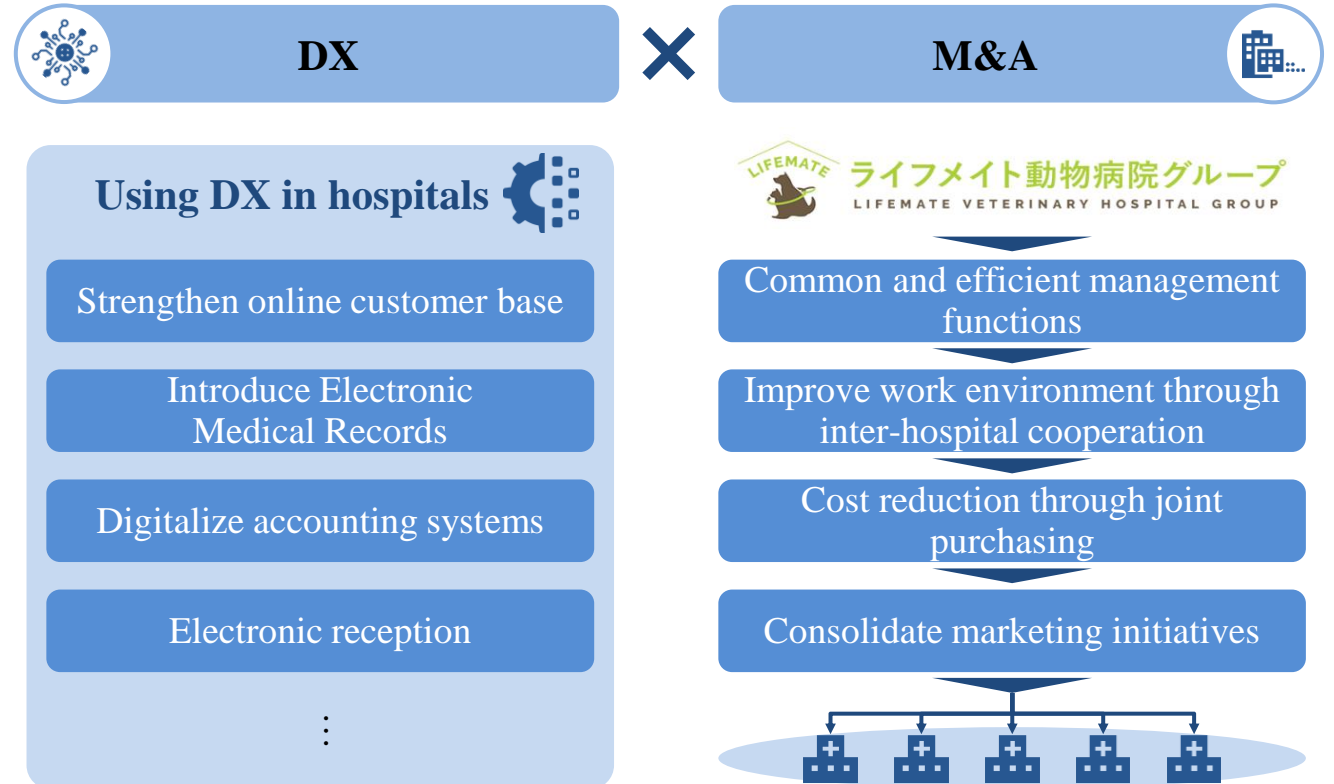 DX
M&A
Using DX in hospitals
Strengthen online customer base
Introduce Electronic
Medical Records
Digitalize accounting systems
Electronic reception
⋮
LIFEMATE
ライフメイト動物病院グループ
LIFEMATE VETERINARY HOSPITAL GROUP
Common and efficient management
functions
Improve work environment through
inter-hospital cooperation
Cost reduction through joint
purchasing
Consolidate marketing initiatives